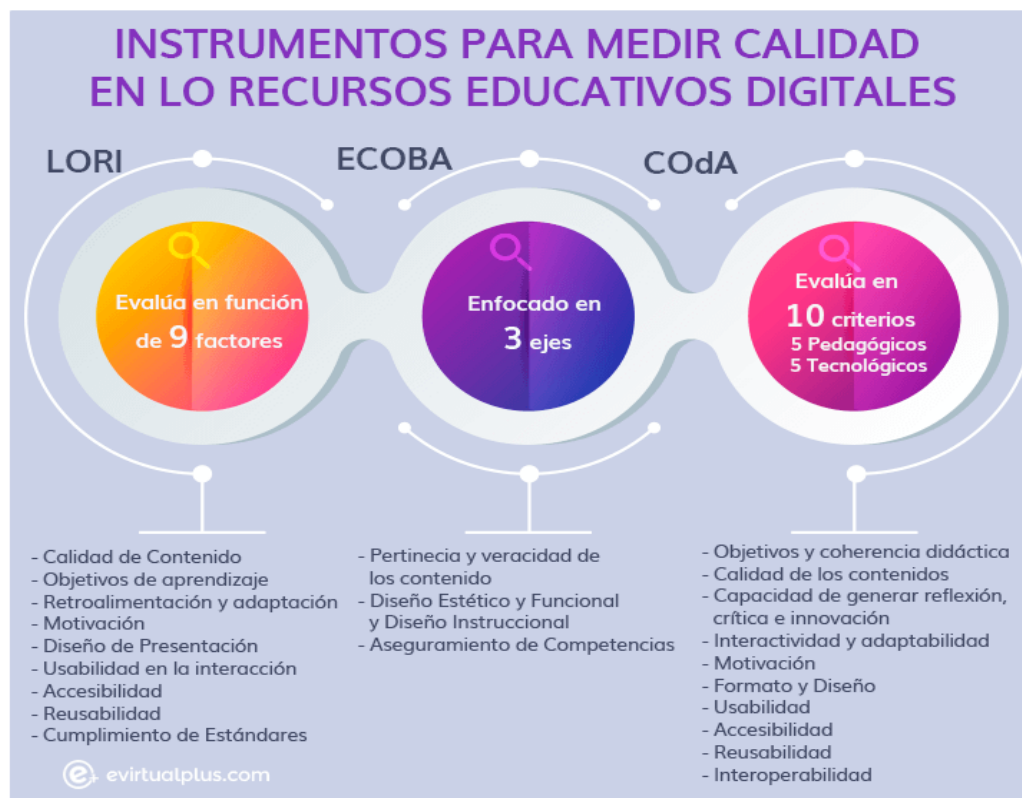 INSTRUMENTOS PARA MEDIR CALIDAD
EN LO RECURSOS EDUCATIVOS DIGITALES
LORI
Evalúa en función
de 9 factores
- Calidad de Contenido
- Objetivos de aprendizaje
- Retroalimentación y adaptación
- Motivación
- Diseño de Presentación
- Usabilidad en la interacción
- Accesibilidad
- Reusabilidad
- Cumplimiento de Estándares
ECOBA
Enfocado en
3 ejes
- Pertinecia y veracidad de
los contenido
- Diseño Estético y Funcional
y Diseño Instruccional
- Aseguramiento de Competencias
COdA
Evalúa en
10 criterios
5 Pedagógicos
5 Tecnológicos
- Objetivos y coherencia didáctica
- Calidad de los contenidos
- Capacidad de generar reflexión,
crítica e innovación
- Interactividad y adaptabilidad
- Motivación
- Formato y Diseño
- Usabilidad
- Accesibilidad
- Reusabilidad
- Interoperabilidad
e+ evirtualplus.com